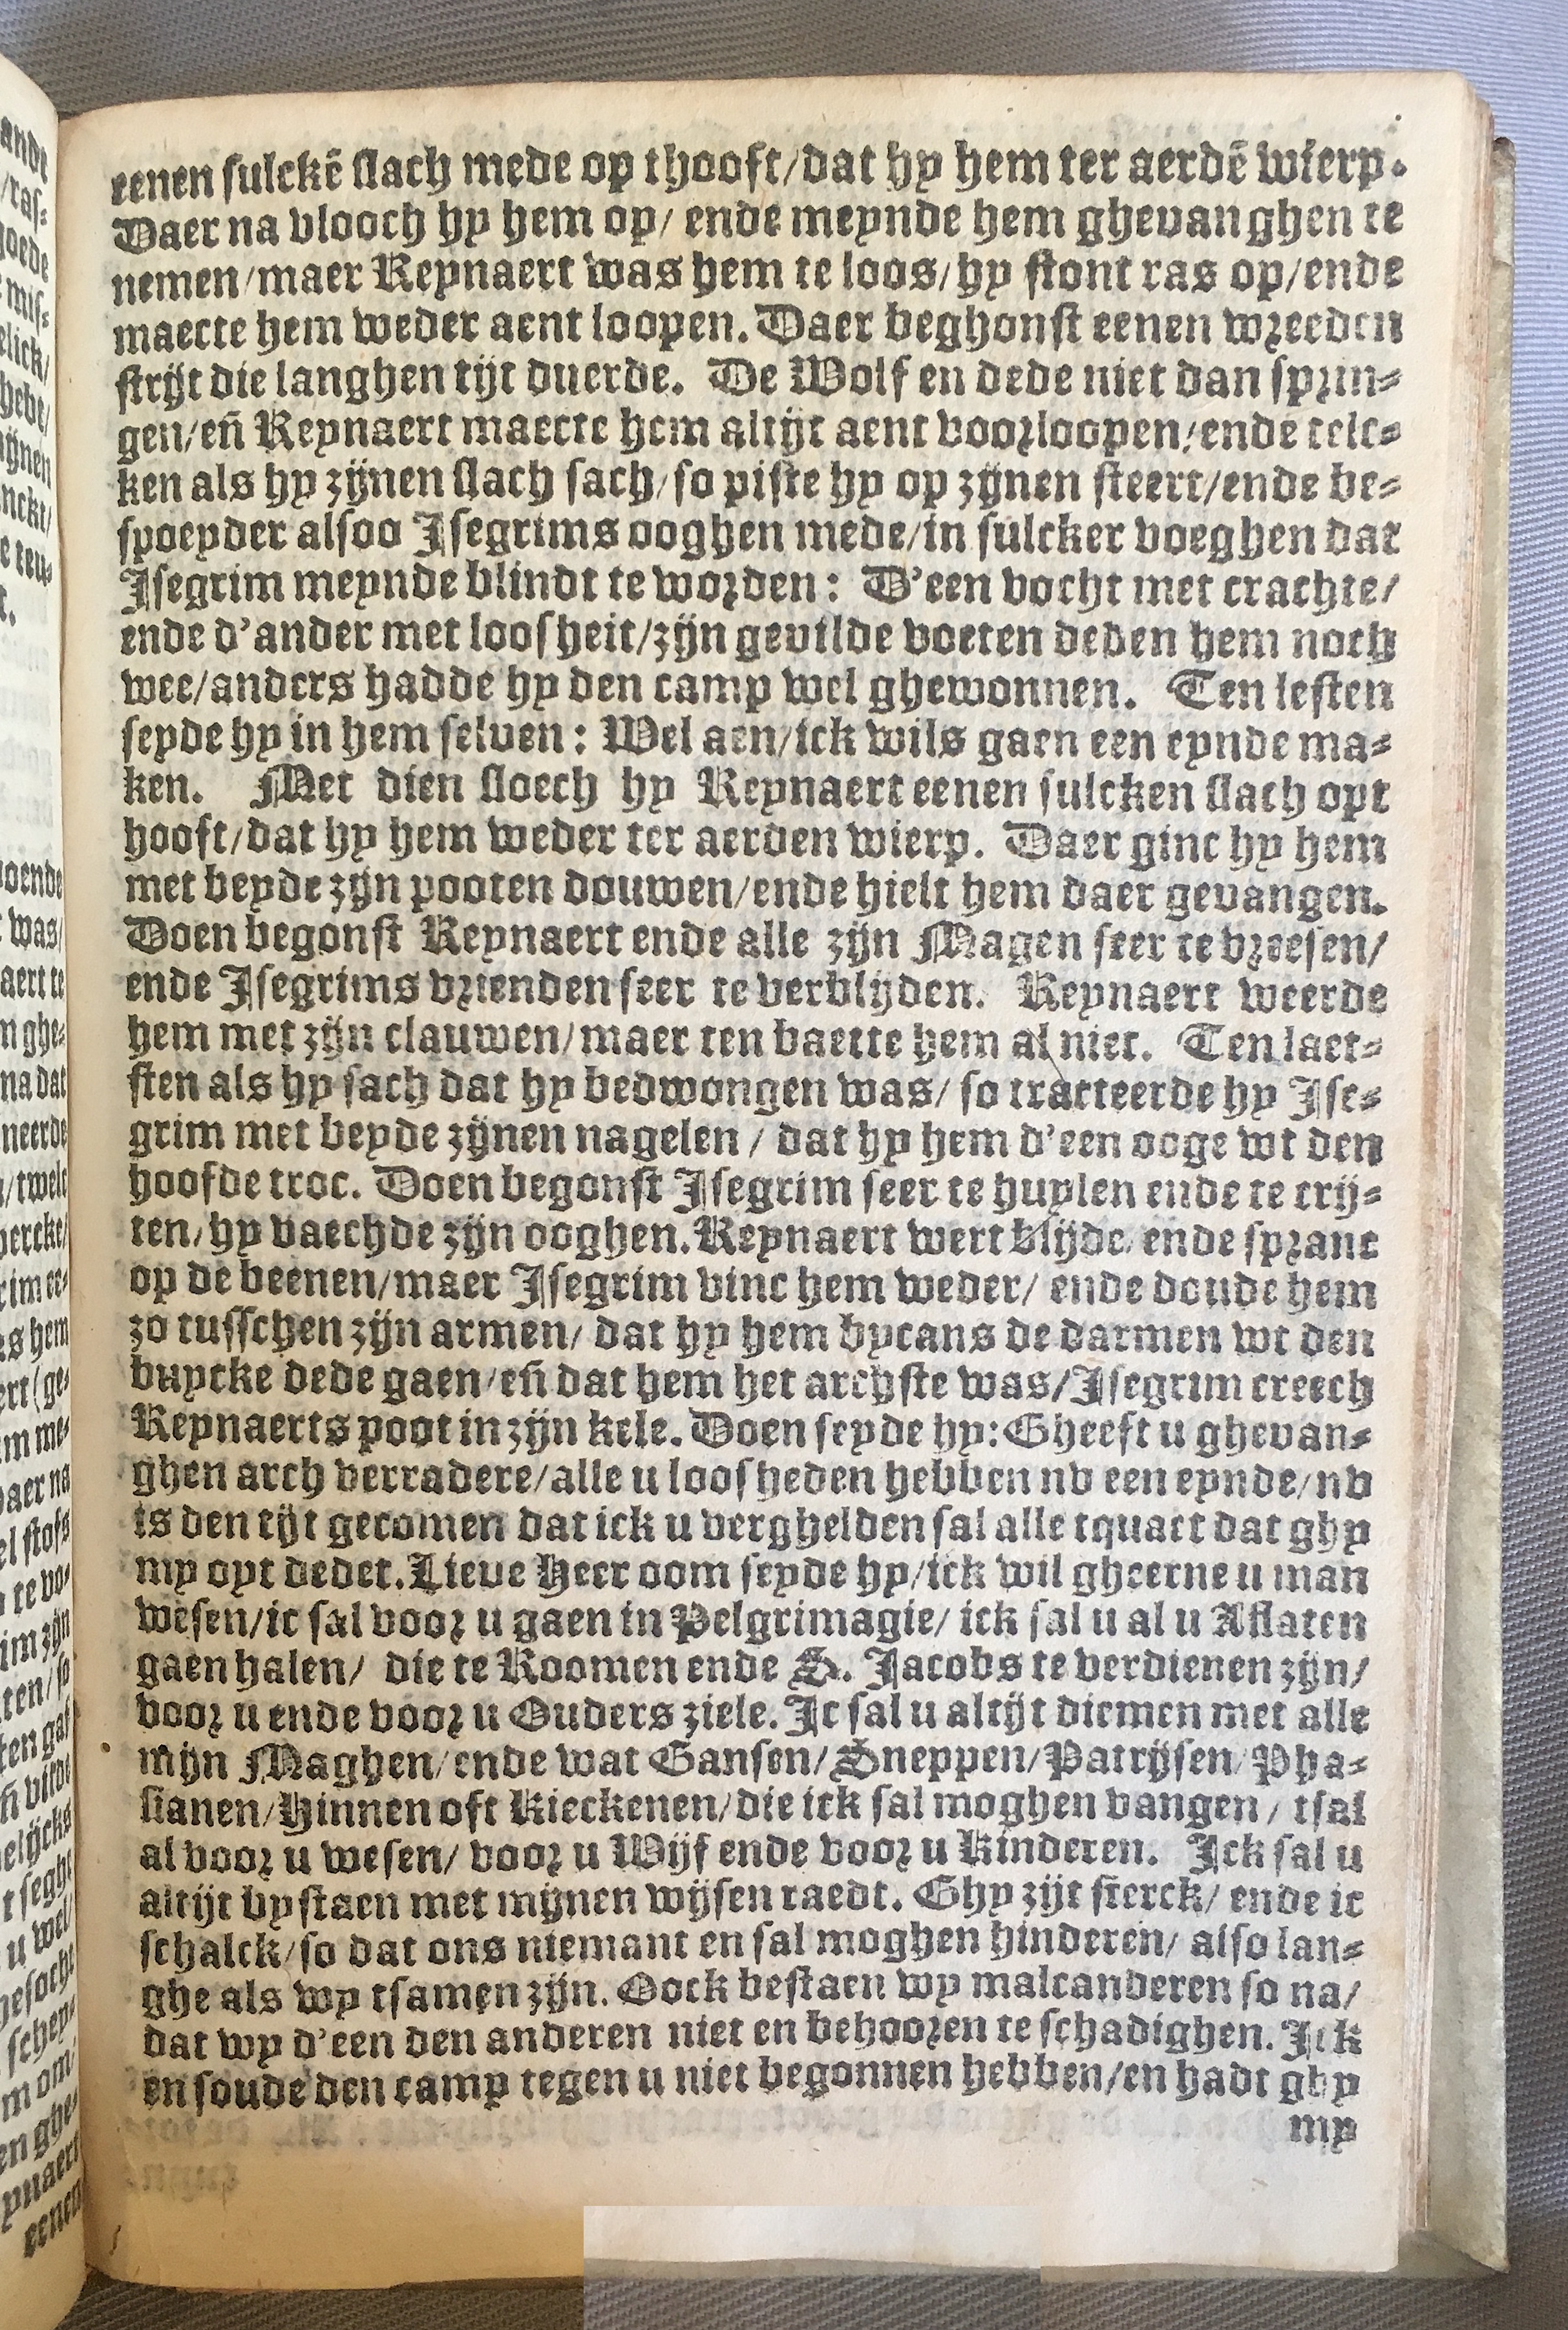 eenen sulckē slach mede op thooft/dat hy hem ter aerdē wierp.
Daer na vlooch hy hem op/ ende meynde hem ghevanghen te
nemen/maer Reynaert was hem te loos/hy stont ras op/ende
maecte hem weder aent loopen. Daer beghonst eenen wreeden
strijt die langhen tijt duerde. De Wolf en dede niet dan sprin-
gen/eñ Reynaert maecte hem altijt aent voorloopen/ende telc-
ken als hy zijnen slach sach/so piste hy op zijnen steert/ende be-
spoeyder alsoo Isegrims ooghen mede/in sulcker voeghen dat
Isegrim meynde blindt te worden: D'een vocht met crachte/
ende d'ander met loosheit/zijn gevilde voeten deden hem noch
wee/anders hadde hy den camp wel ghewonnen. Ten lesten
seyde hy in hem selven: Wel aen/ick wils gaen een eynde ma-
ken. Met dien sloech hy Reynaert eenen sulcken slach opt
hooft/dat hy hem weder ter aerden wierp. Daer ginc hy hem
met beyde zijn pooten douwen/ende hielt hem daer gevangen.
Doen begonst Reynaert ende alle zijn Magen seer te vreesen/
ende Isegrims vrienden seer te verblijden. Reynaert weerde
hem met zijn clauwen/maer ten baette hem al niet. Ten laet-
sten als hy sach dat hy bedwongen was/ so tracteerde hy Ise-
grim met beyde zijnen nagelen / dat hy hem d'een ooge wt den
hoofde troc. Doen begonst Isegrim seer te huylen ende te crij-
ten/hy vaechde zijn ooghen. Reynaert wert blijde/ ende spranc
op de beenen/maer Isegrim vinc hem weder/ ende doude hem
zo tusschen zijn armen/ dat hy hem bycans de darmen wt den
buycke dede gaen/eñ dat hem het archste was/Isegrim creech
Reynaerts poot in zijn kele. Doen seyde hy: Gheeft u ghevan-
ghen arch verradere/alle u loosheden hebben nv een eynde/nv
is den tijt gecomen dat ick u verghelden sal alle tquaet dat ghy
my oyt dedet. Lieve Heer oom seyde hy/ick wil gheerne u man
wesen/ic sal voor u gaen in Pelgrimagie/ ick sal u al u Aflaten
gaen halen/ die te Roomen ende S. Jacobs te verdienen zijn/
voor u ende voor u Ouders ziele. Ic sal u altijt diemen met alle
mijn Maghen/ende wat Gansen/Sneppen/Patrijsen/Pha-
sianen/Hinnen oft Kieckenen/die ick sal moghen vangen / tsal
al voor u wesen/ voor u Wijf ende voor u Kinderen. Ick sal u
altijt bystaen met mijnen wijsen raedt. Ghy zijt sterck/ ende ic
schalck/so dat ons niemant en sal moghen hinderen/ also lan-
ghe als wy tsamen zijn. Oock bestaen wy malcanderen so na/
dat wy d'een den anderen niet en behooren te schadighen. Ick
en soude den camp tegen u niet begonnen hebben/en hadt ghy
my